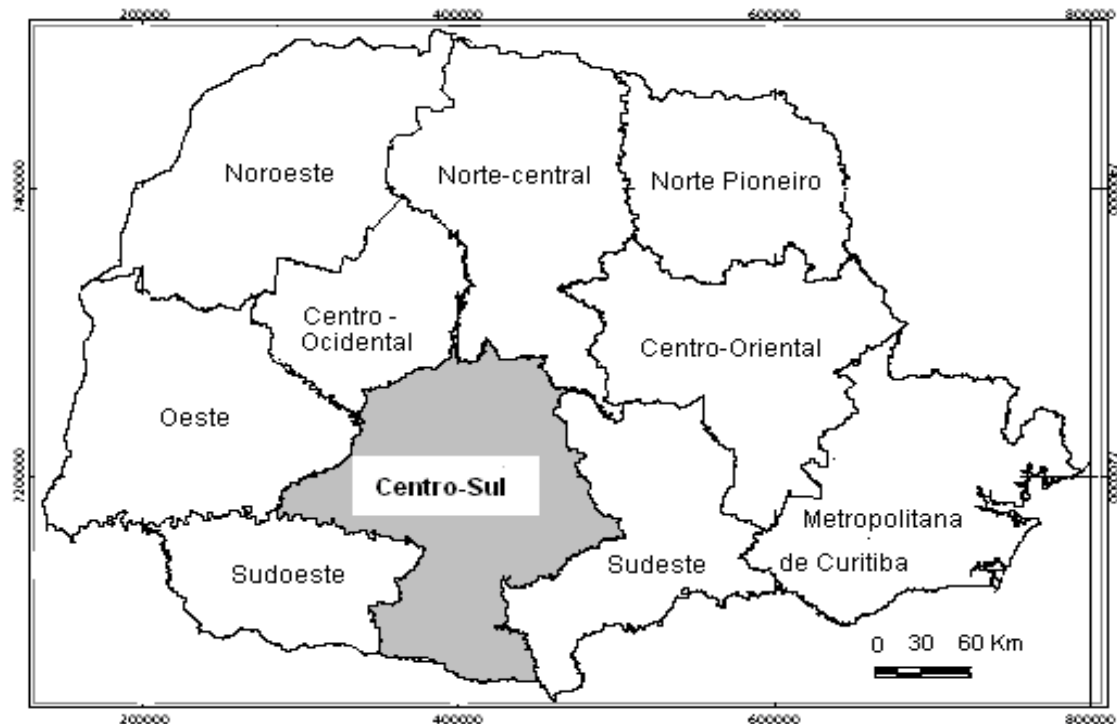 200000 400000 600000 800000
7400000
7200000
Noroeste
Norte-central
Norte Pioneiro
Centro -
Ocidental
Centro-Oriental
Oeste
Centro-Sul
Metropolitana
de Curitiba
Sudoeste
Sudeste
0 30 60 Km
200000 400000 600000 800000